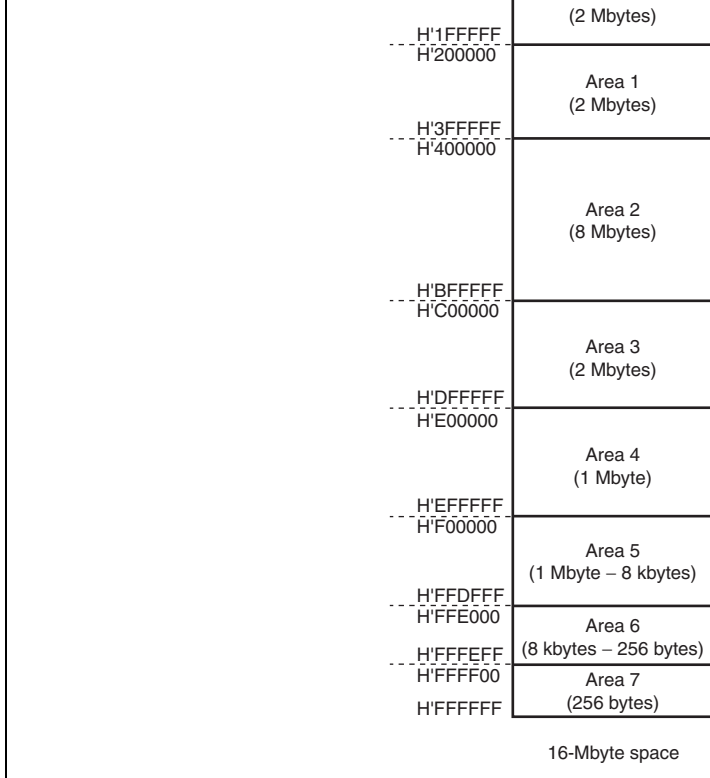 (2 Mbytes)
H'1FFFFF
H'200000
Area 1
(2 Mbytes)
H'3FFFFF
H'400000
Area 2
(8 Mbytes)
H'BFFFFF
H'C00000
Area 3
(2 Mbytes)
H'DFFFFF
H'E00000
Area 4
(1 Mbyte)
H'EFFFFF
H'F00000
Area 5
(1 Mbyte – 8 kbytes)
H'FFDFFF
H'FFE000
Area 6
(8 kbytes – 256 bytes)
H'FFFEFF
H'FFFF00
Area 7
(256 bytes)
H'FFFFFF
16-Mbyte space